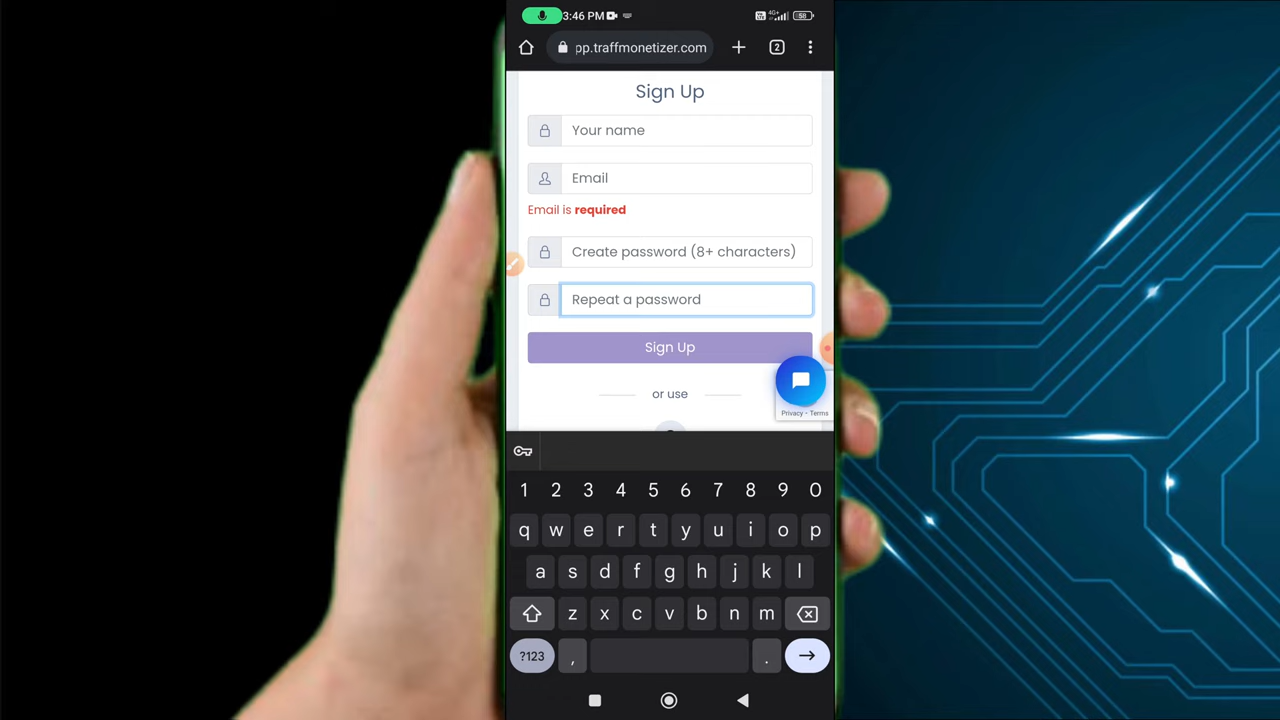 3:46 PM
4G+
58
pp.traffmonetizer.com
2
Sign Up
Your name
Email
Email is required
Create password (8+ characters)
Repeat a password
Sign Up
or use
Privacy • Terms
1 2 3 4 5 6 7 8 9 0
q w e r t y u i o p
a s d f g h j k l
z x c v b n m
?123 , .